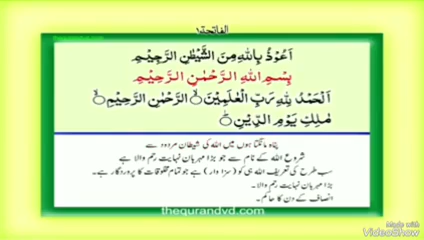 thequrandvd.com
الفاتحة
اَعُوْذُ بِاللّٰهِ مِنَ الشَّيْطٰنِ الرَّجِيْمِ
بِسْمِ اللّٰهِ الرَّحْمٰنِ الرَّحِيْمِ
اَلْحَمْدُ لِلّٰهِ رَبِّ الْعٰلَمِيْنَ ۙ الرَّحْمٰنِ الرَّحِيْمِ ۙ
مٰلِكِ يَوْمِ الدِّيْنِ ؕ
پناہ مانگتا ہوں میں اللہ کی شیطان مردود سے
شروع اللہ کے نام سے جو بڑا مہربان نہایت رحم والا ہے
سب طرح کی تعریف اللہ ہی کو (سزا وار) ہے جو تمام مخلوقات کا پروردگار ہے۔
بڑا مہربان نہایت رحم والا۔
انصاف کے دن کا حاکم۔
thequrandvd.com
Made with
VideoShow